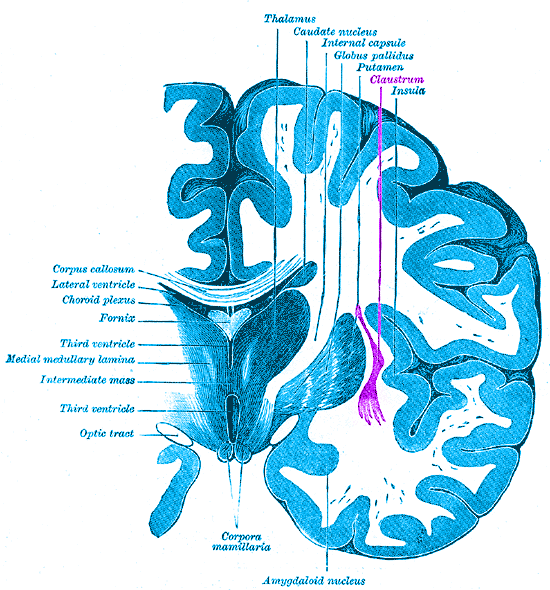 Thalamus
Caudate nucleus
Internal capsule
Globus pallidus
Putamen
Claustrum
Insula
Corpus callosum
Lateral ventricle
Choroid plexus
Fornix
Third ventricle
Medial medullary lamina
Intermediate mass
Third ventricle
Optic tract
Corpora
mamillaria
Amygdaloid nucleus